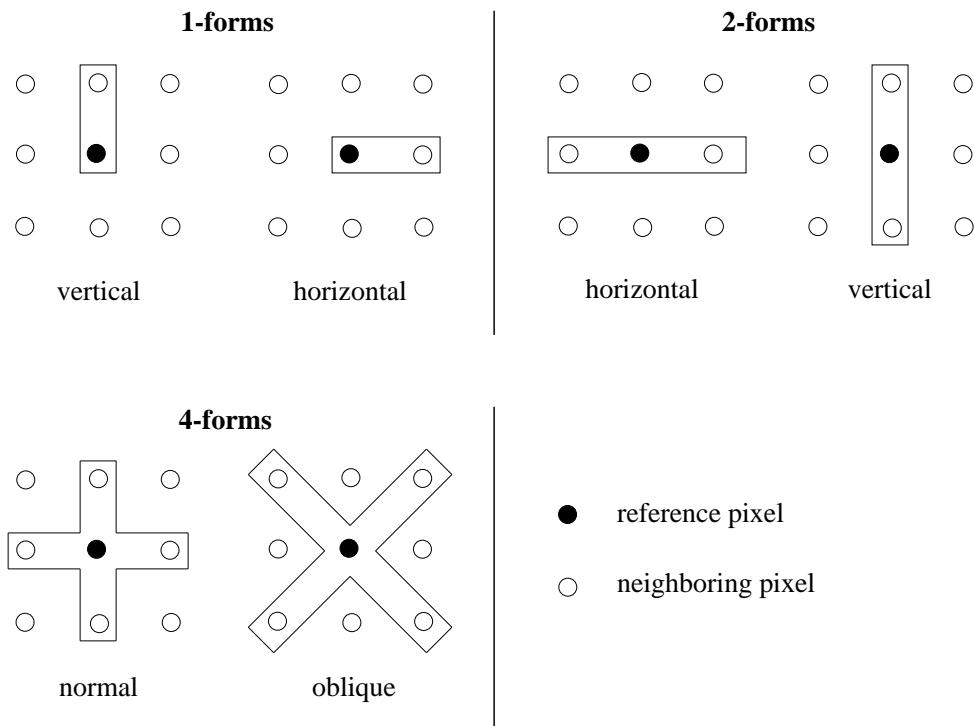 1-forms
2-forms
vertical
horizontal
horizontal
vertical
4-forms
reference pixel
neighboring pixel
normal
oblique